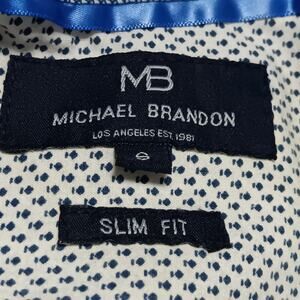 MB
MICHAEL BRANDON
LOS ANGELES EST. 1981
SLIM FIT